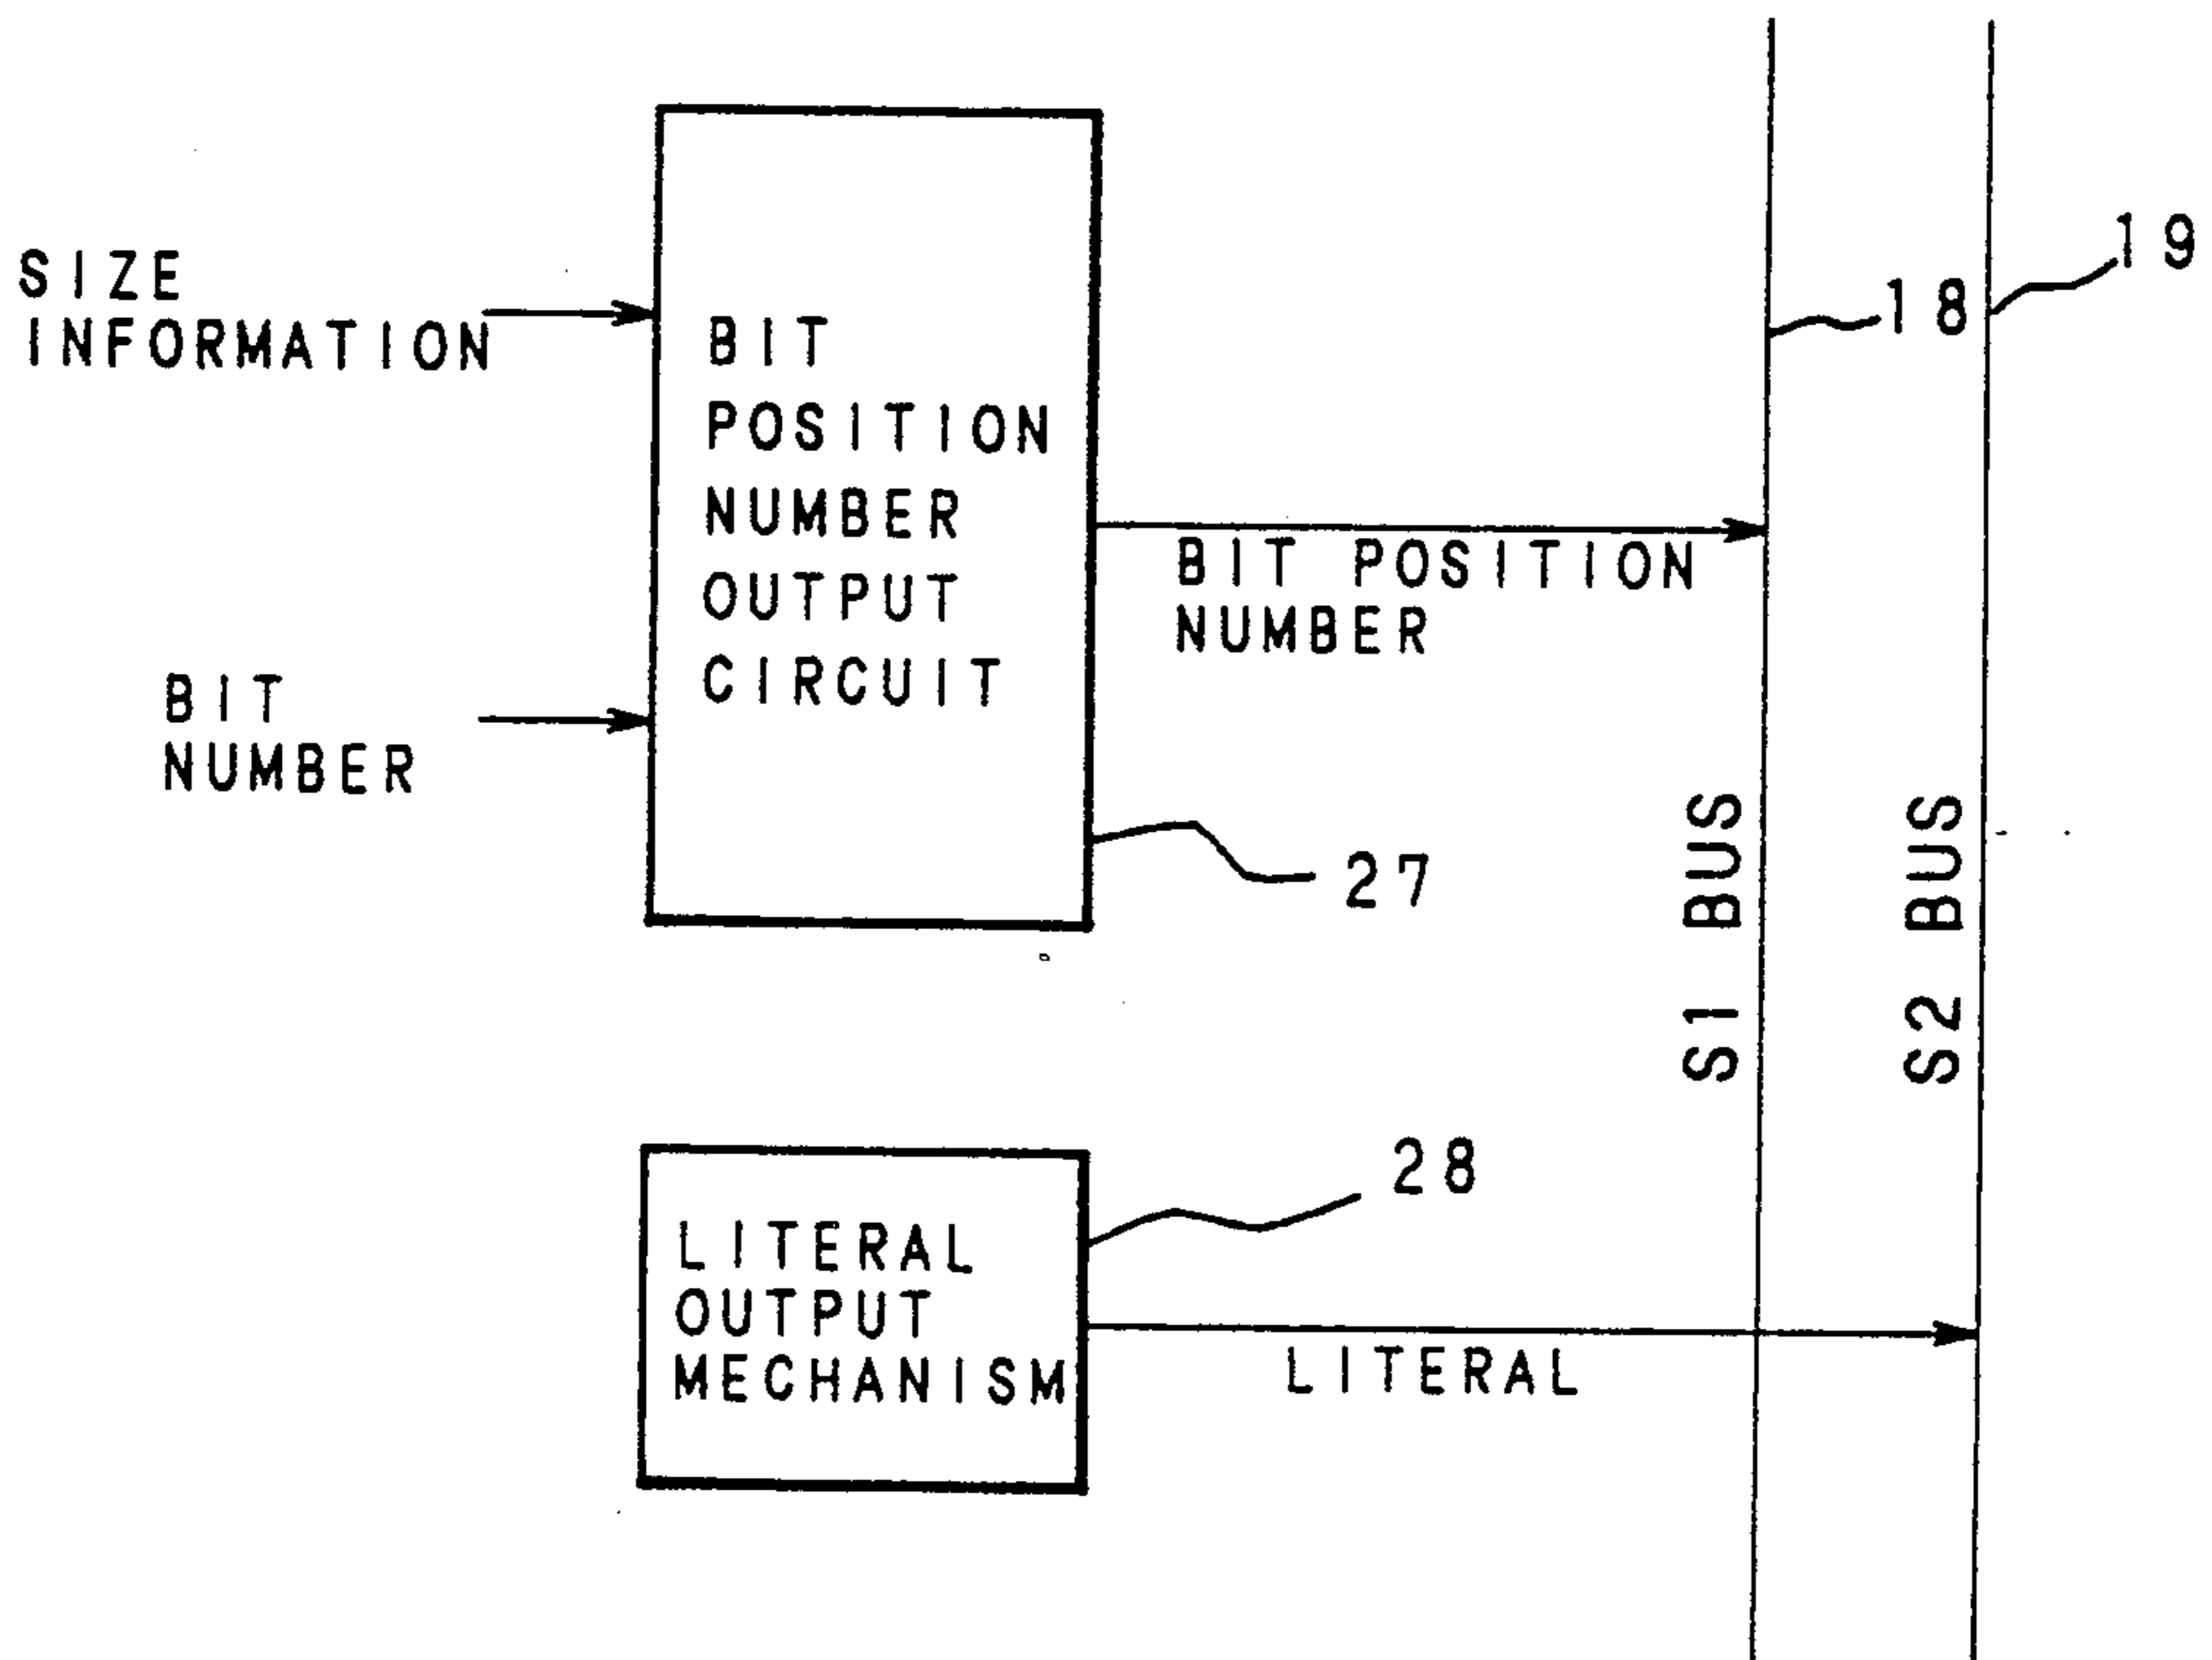 SIZE
INFORMATION
BIT
NUMBER
BIT
POSITION
NUMBER
OUTPUT
CIRCUIT
27
BIT POSITION
NUMBER
18
19
S1 BUS
S2 BUS
LITERAL
OUTPUT
MECHANISM
28
LITERAL